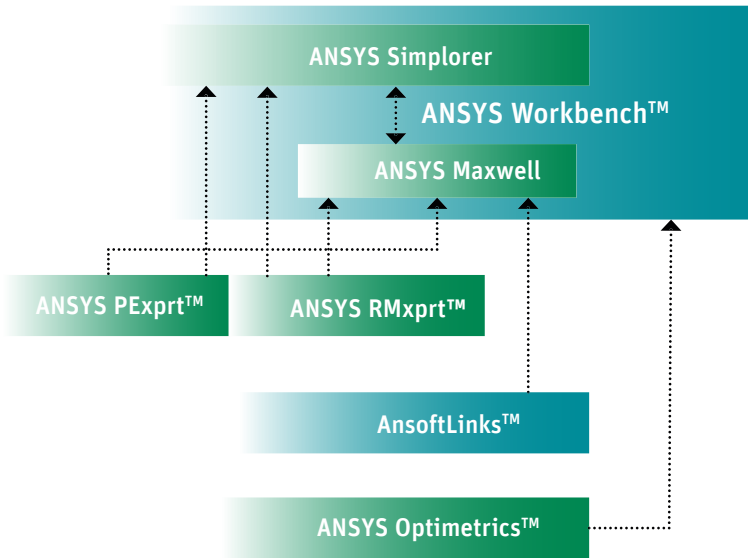 ANSYS Simplorer
ANSYS Workbench™
ANSYS Maxwell
ANSYS PExprt™
ANSYS RMxprt™
AnsoftLinks™
ANSYS Optimetrics™